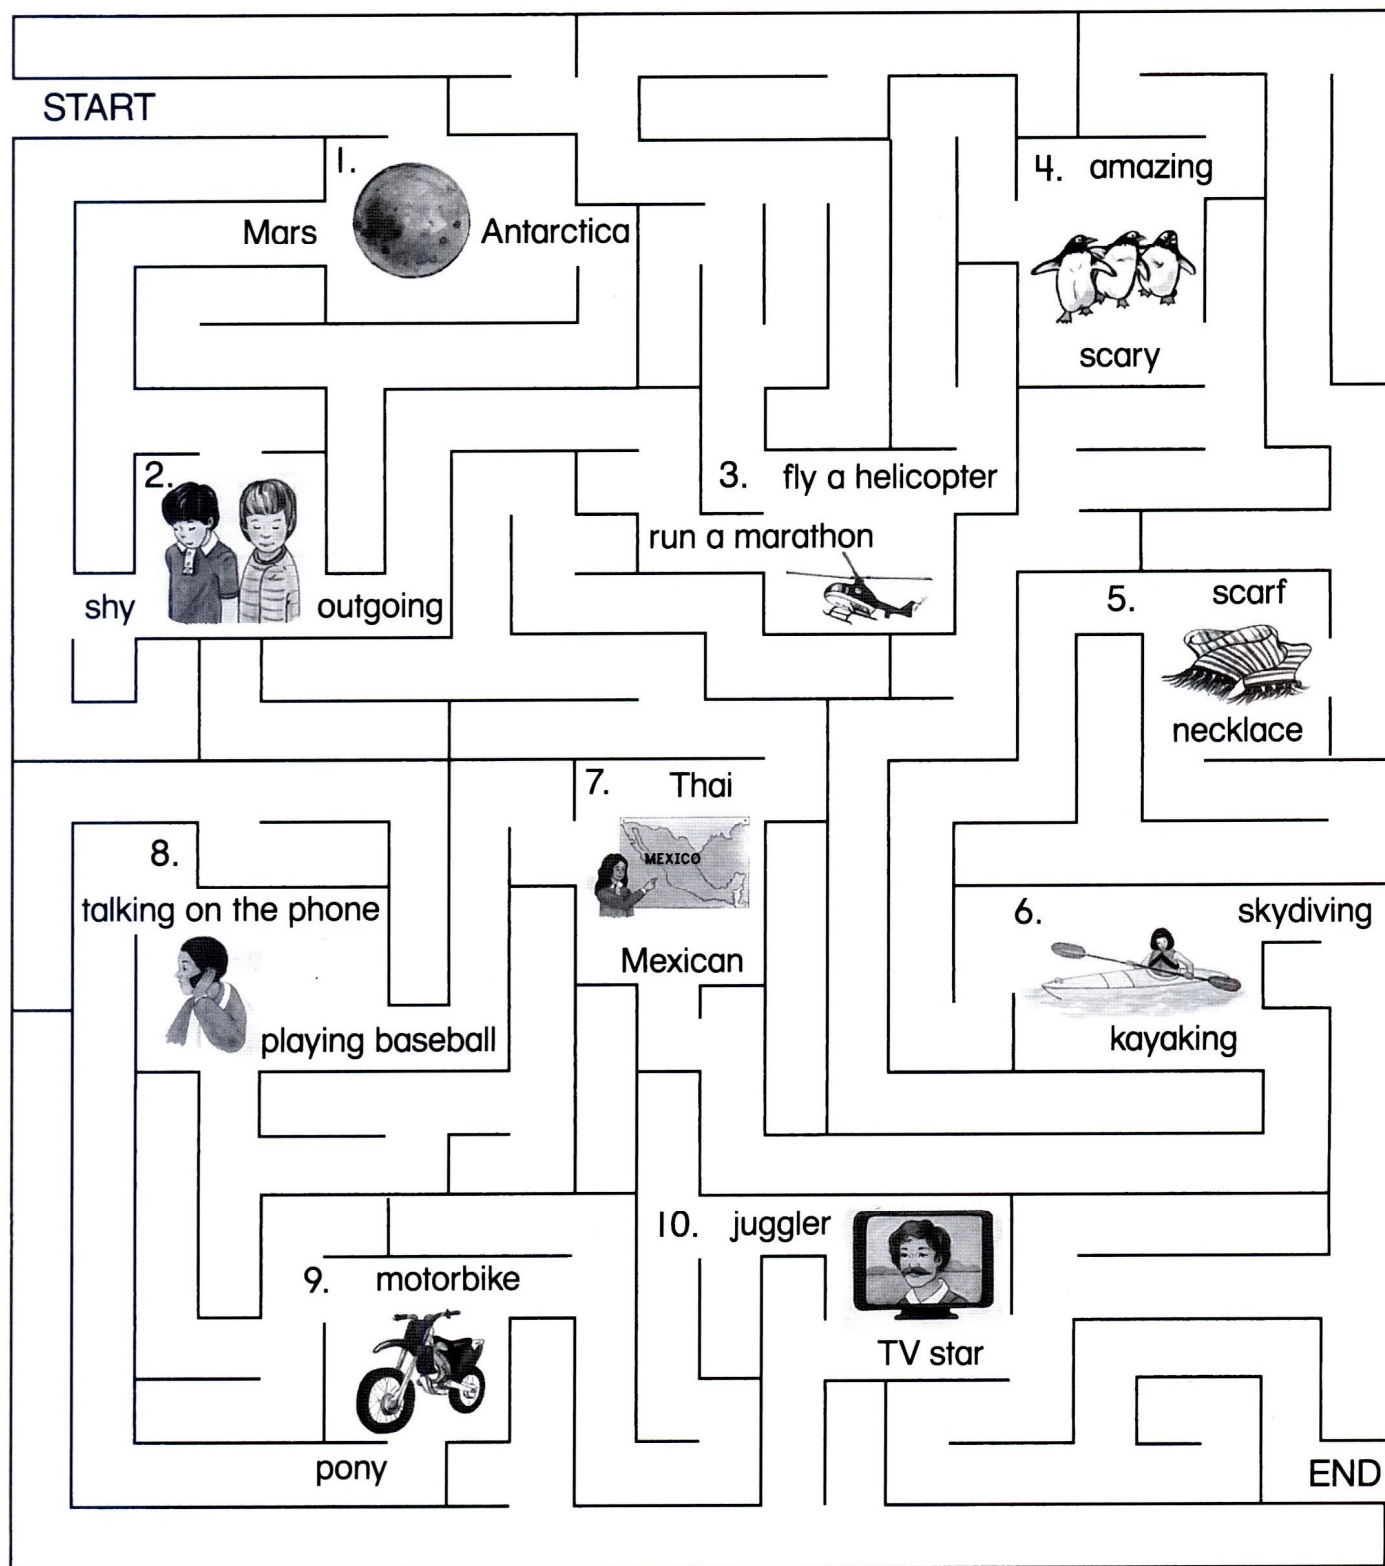 START
1.
Mars
Antarctica
2.
shy
outgoing
3. fly a helicopter
run a marathon
4. amazing
scary
5. scarf
necklace
6. skydiving
kayaking
7. Thai
MEXICO
Mexican
8.
talking on the phone
playing baseball
9. motorbike
pony
10. juggler
TV star
END